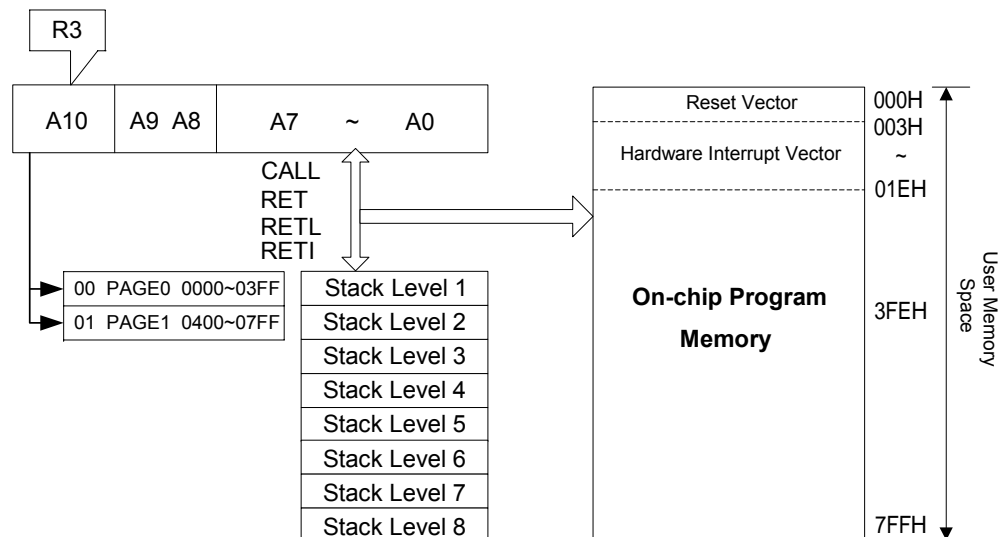 R3
A10 A9 A8 A7 ~ A0
CALL
RET
RETL
RETI
00 PAGE0 0000~03FF
01 PAGE1 0400~07FF
Stack Level 1
Stack Level 2
Stack Level 3
Stack Level 4
Stack Level 5
Stack Level 6
Stack Level 7
Stack Level 8
Reset Vector
Hardware Interrupt Vector
On-chip Program
Memory
000H
003H
~
01EH
3FEH
7FFH
User Memory
Space